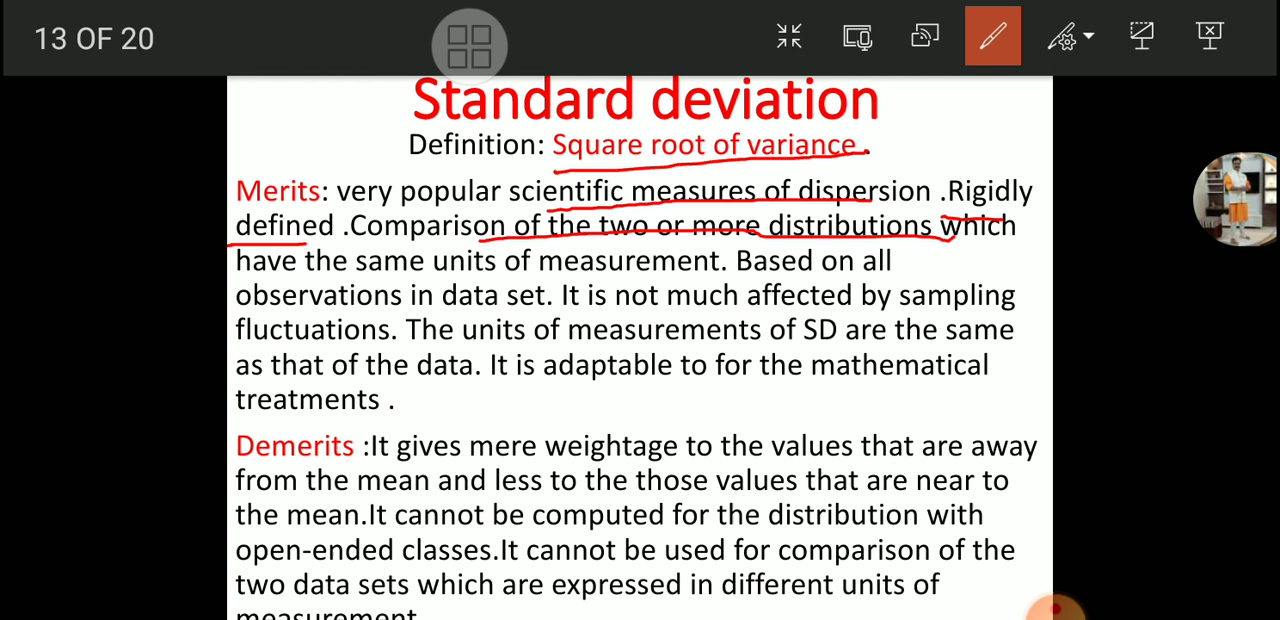 13 OF 20
Standard deviation
Definition: Square root of variance .
Merits: very popular scientific measures of dispersion .Rigidly
defined .Comparison of the two or more distributions which
have the same units of measurement. Based on all
observations in data set. It is not much affected by sampling
fluctuations. The units of measurements of SD are the same
as that of the data. It is adaptable to for the mathematical
treatments .
Demerits :It gives mere weightage to the values that are away
from the mean and less to the those values that are near to
the mean.It cannot be computed for the distribution with
open-ended classes.It cannot be used for comparison of the
two data sets which are expressed in different units of
measurement